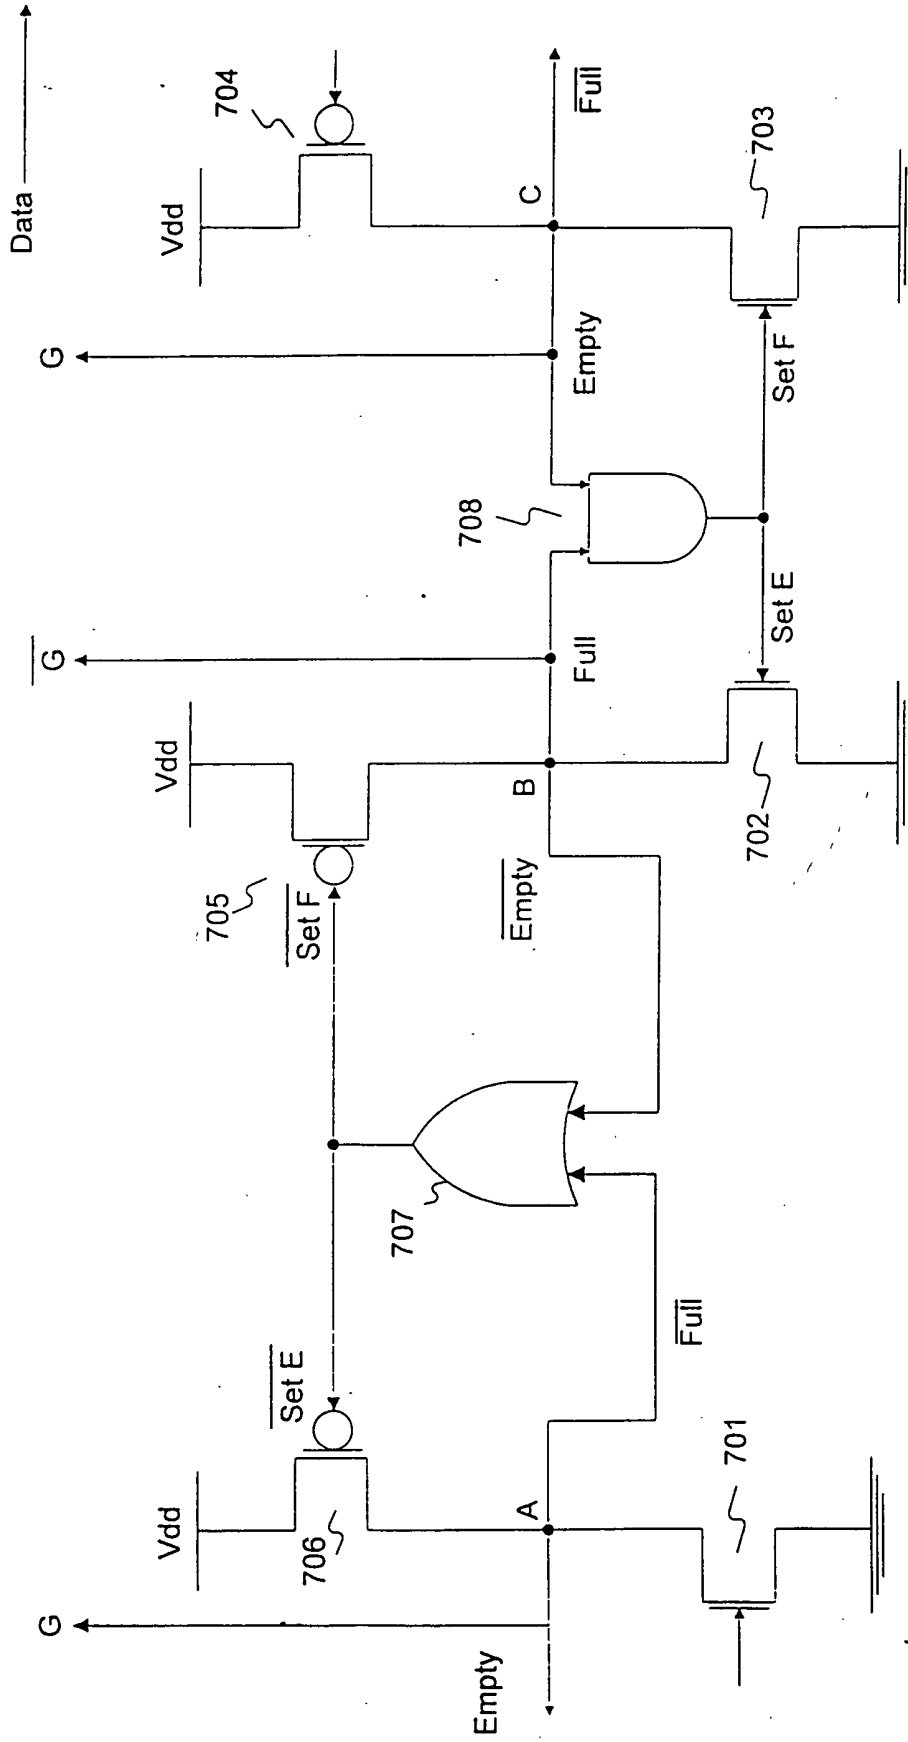 Data
G
G
G
Vdd
Vdd
Vdd
706
Set E
705
Set F
704
707
708
Empty
A
Full
Empty
B
Full
Empty
C
Full
701
702
Set E
Set F
703